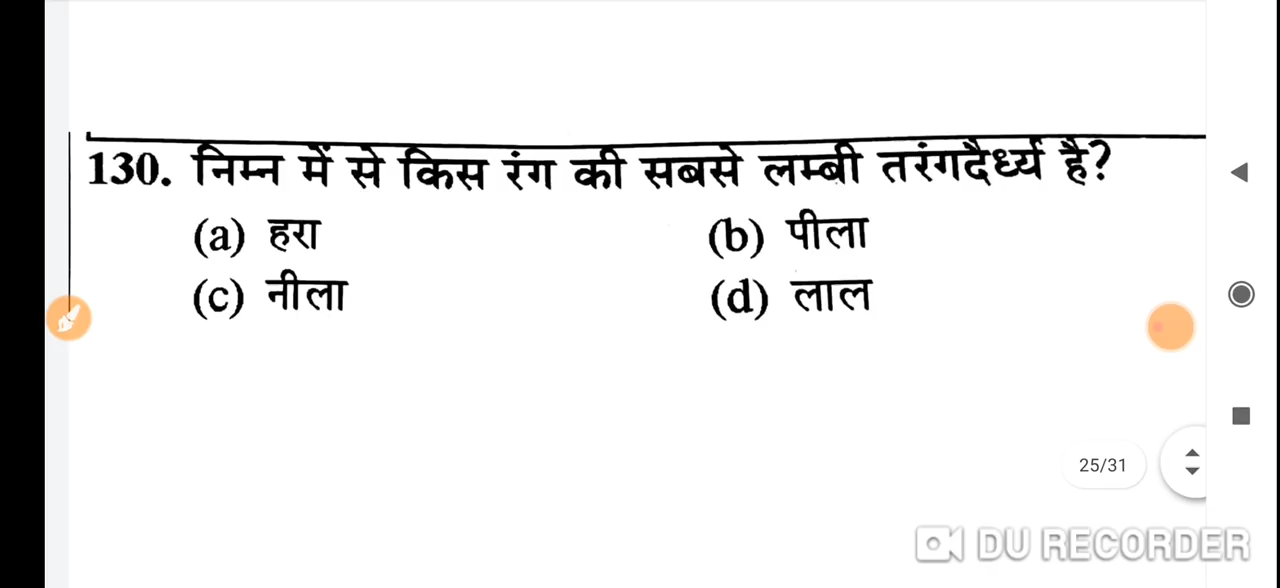 130. निम्न में से किस रंग की सबसे लम्बी तरंगदैर्ध्य है?
(a) हरा (b) पीला
(c) नीला (d) लाल
25/31
DU RECORDER